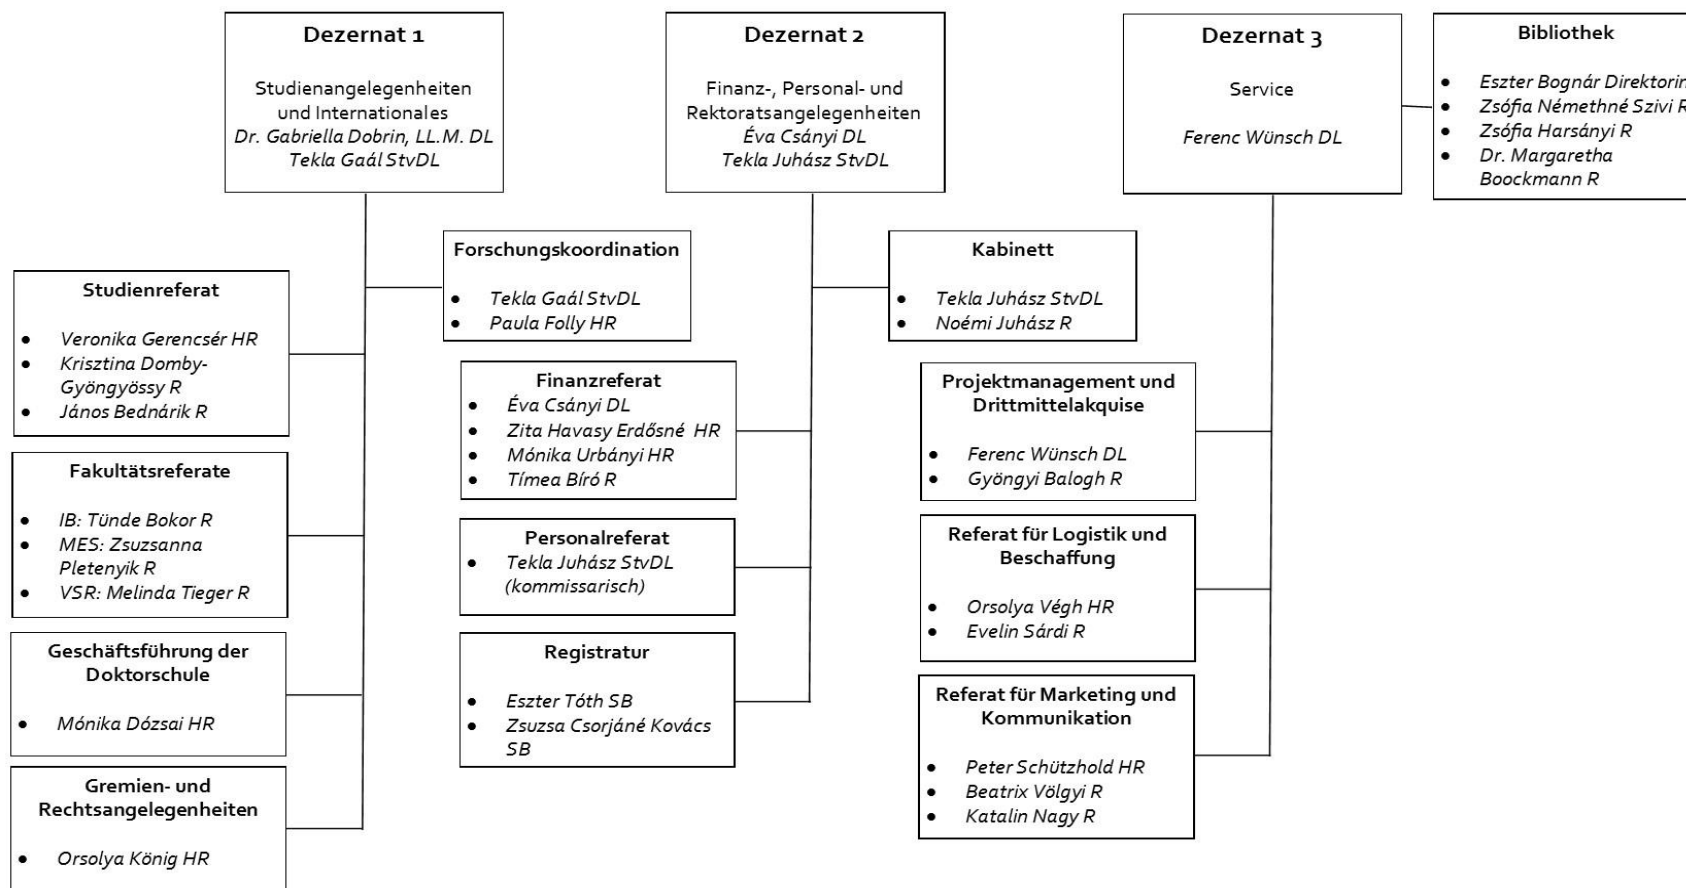 Dezernat 1
Studienangelegenheiten
und Internationales
Dr. Gabriella Dobrin, LL.M. DL
Tekla Gaál StvDL
Forschungskoordination
• Tekla Gaál StvDL
• Paula Folly HR
Studienreferat
• Veronika Gerencsér HR
• Krisztina Domby-
Gyöngyössy R
• János Bednárik R
Fakultätsreferate
• IB: Tünde Bokor R
• MES: Zsuzsanna
Pletenyik R
• VSR: Melinda Tieger R
Geschäftsführung der
Doktorschule
• Mónika Dózsai HR
Gremien- und
Rechtsangelegenheiten
• Orsolya König HR
Dezernat 2
Finanz-, Personal- und
Rektoratsangelegenheiten
Éva Csányi DL
Tekla Juhász StvDL
Kabinett
• Tekla Juhász StvDL
• Noémi Juhász R
Finanzreferat
• Éva Csányi DL
• Zita Havasy Erdősné HR
• Mónika Urbányi HR
• Tímea Bíró R
Personalreferat
• Tekla Juhász StvDL
(kommissarisch)
Registratur
• Eszter Tóth SB
• Zsuzsa Csorjáné Kovács
SB
Dezernat 3
Service
Ferenc Wünsch DL
Bibliothek
• Eszter Bognár Direktorin
• Zsófia Némethné Szivi R
• Zsófia Harsányi R
• Dr. Margaretha
Boockmann R
Projektmanagement und
Drittmittelakquise
• Ferenc Wünsch DL
• Gyöngyi Balogh R
Referat für Logistik und
Beschaffung
• Orsolya Végh HR
• Evelin Sárdi R
Referat für Marketing und
Kommunikation
• Peter Schützhold HR
• Beatrix Völgyi R
• Katalin Nagy R